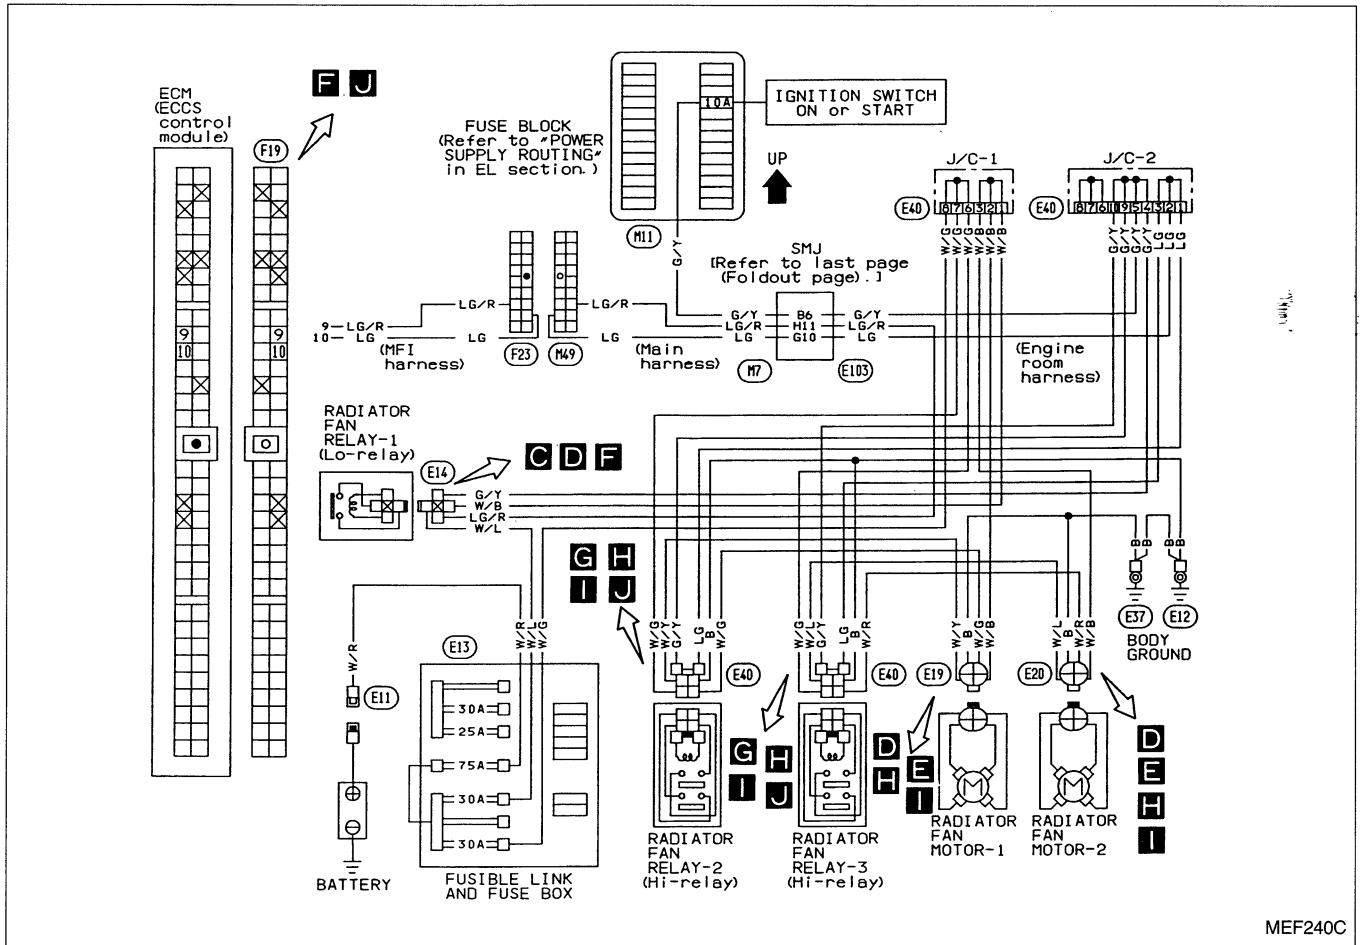 F J
ECM
(ECCS
control
module)
F19
FUSE BLOCK
(Refer to "POWER
SUPPLY ROUTING"
in EL section.)
10A
IGNITION SWITCH
ON or START
UP
M11
G/Y
J/C-1
E40
8 7 6 3 2 1
W/G W/G W/G W/B W/B W/B
J/C-2
E40
8 7 6 10 9 5 4 3 2 1
G/Y G/Y G/Y G/Y LG LG LG
SMJ
[Refer to last page
(Foldout page).]
G/Y B6 G/Y
LG/R H11 LG/R
LG G10 LG
M7
E103
9 LG/R LG/R LG/R
10 LG LG LG
(MFI
harness)
F23
M49
(Main
harness)
(Engine
room
harness)
9
10
9
10
RADIATOR
FAN
RELAY-1
(Lo-relay)
E14
C D F
G/Y
W/B
LG/R
W/L
G H
I J
W/R
E11
BATTERY
E13
W/R W/L W/G
30A
25A
75A
30A
30A
FUSIBLE LINK
AND FUSE BOX
W/G W/Y G/Y LG B W/G
E40
RADIATOR
FAN
RELAY-2
(Hi-relay)
G H
I J
W/G W/L G/Y LG B W/R
E40
RADIATOR
FAN
RELAY-3
(Hi-relay)
D E
H I
W/Y B W/G W/B
E19
RADIATOR
FAN
MOTOR-1
W/L B W/R W/B
E20
RADIATOR
FAN
MOTOR-2
D
E
H
I
B B B B
E37
E12
BODY
GROUND
MEF240C